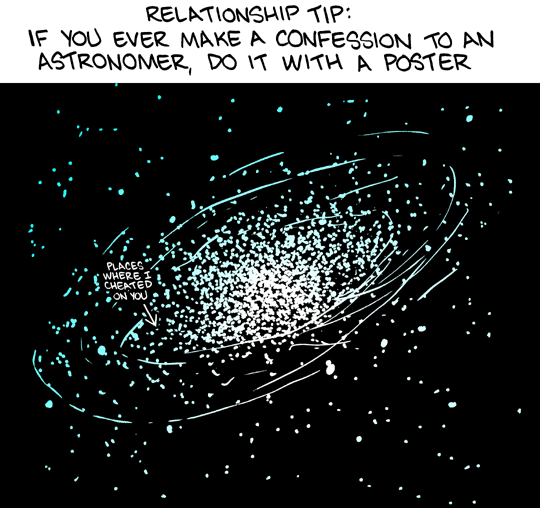 RELATIONSHIP TIP:
IF YOU EVER MAKE A CONFESSION TO AN
ASTRONOMER, DO IT WITH A POSTER
PLACES
WHERE I
CHEATED
ON YOU